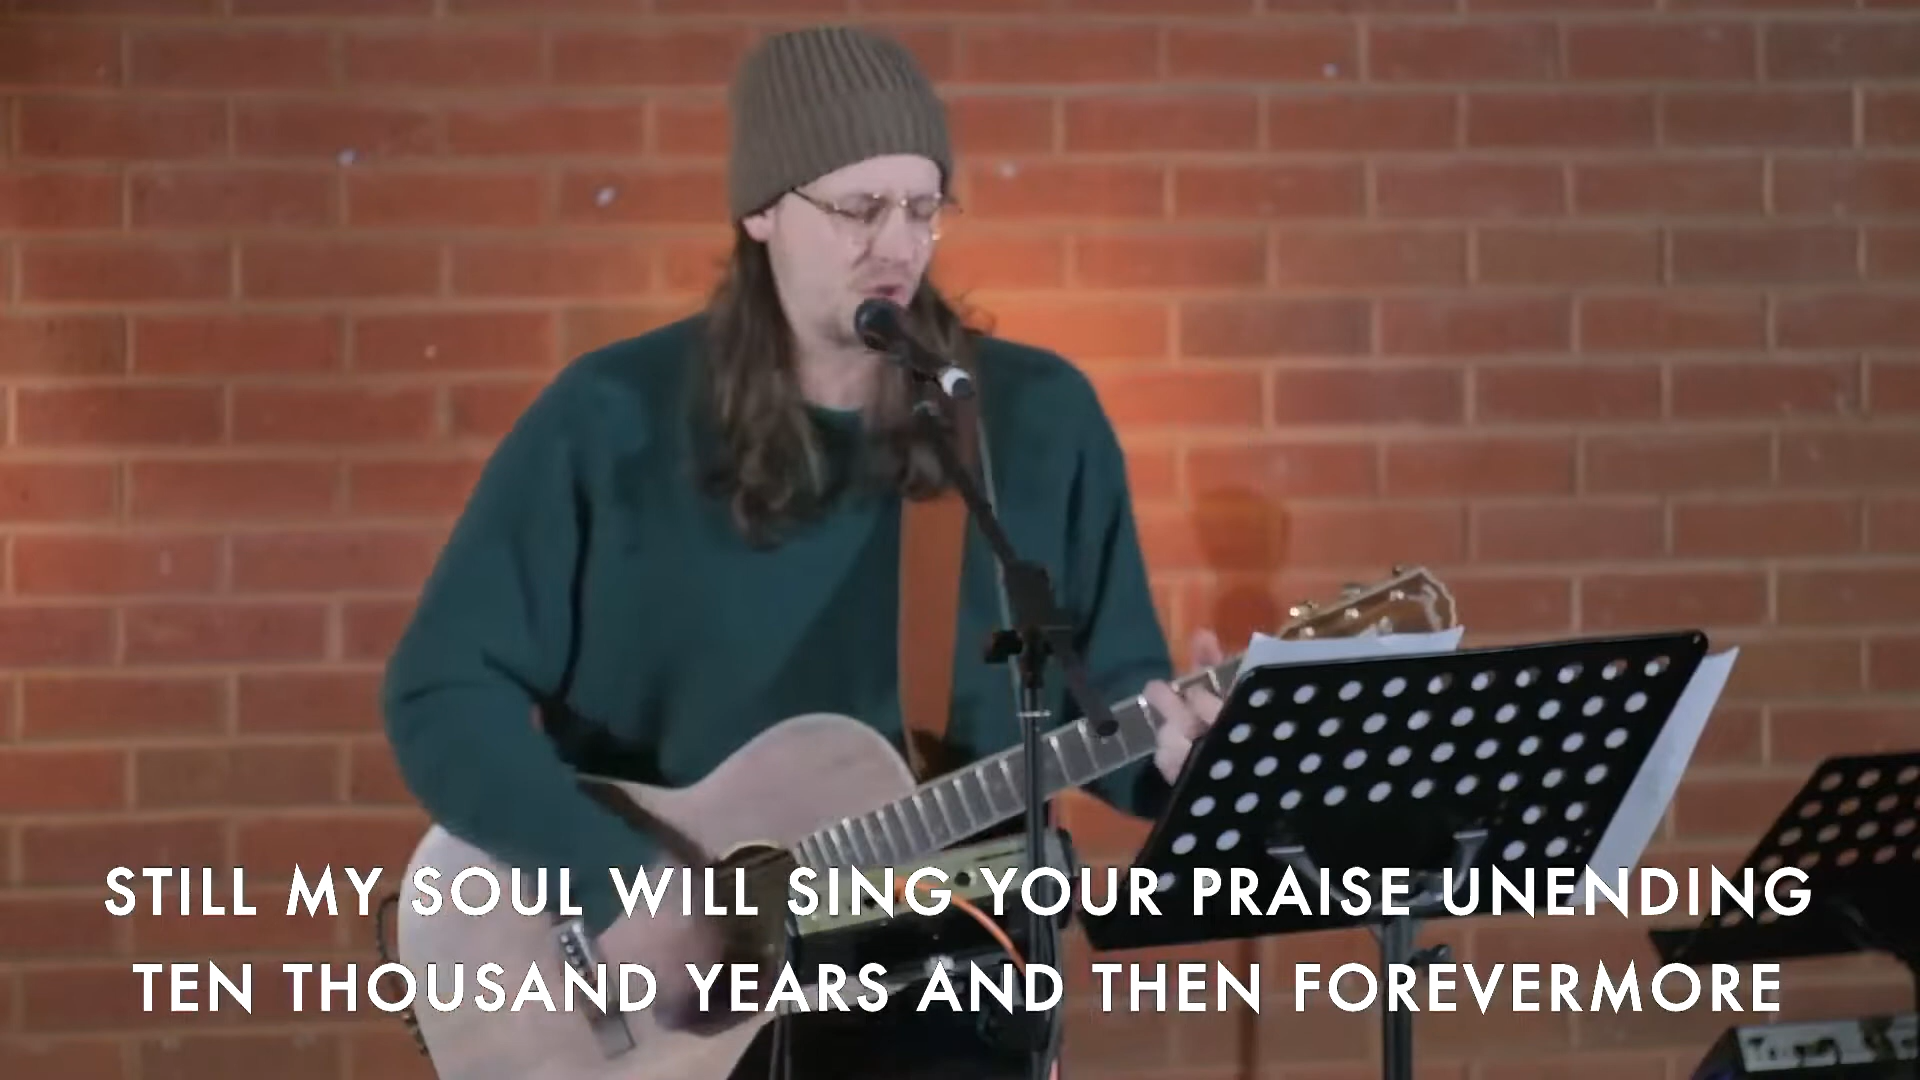 STILL MY SOUL WILL SING YOUR PRAISE UNENDING
TEN THOUSAND YEARS AND THEN FOREVERMORE